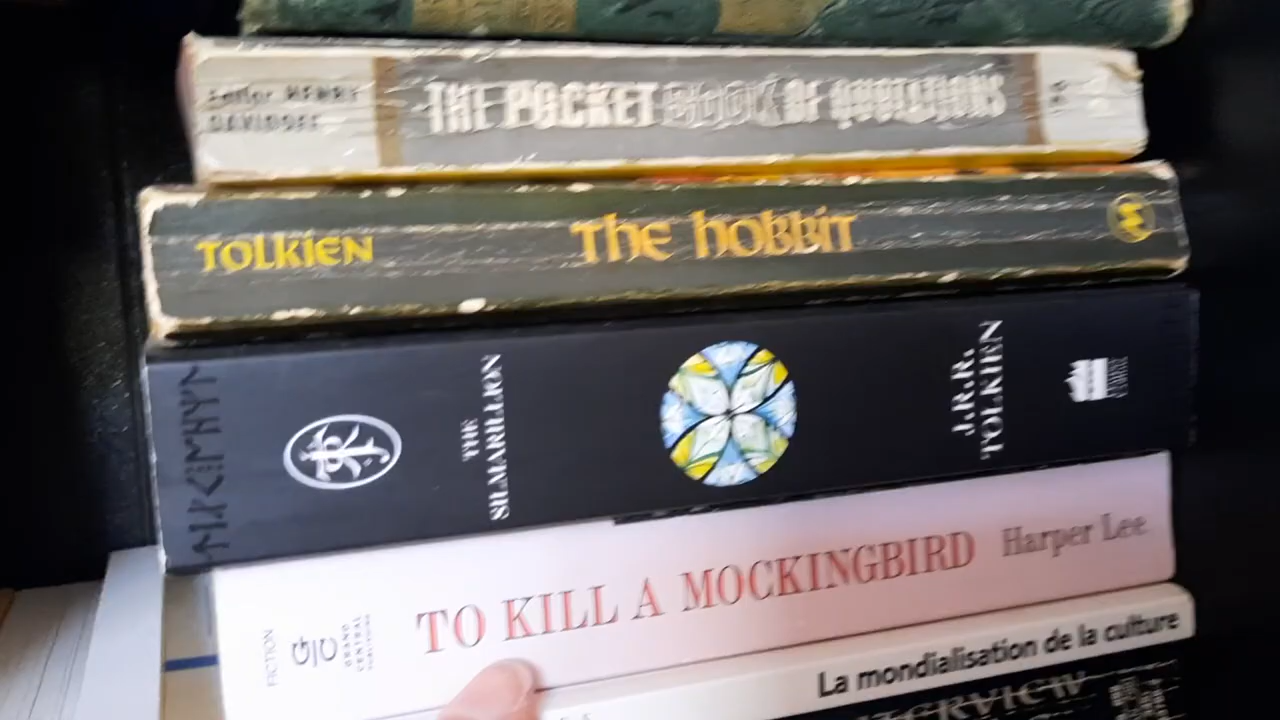 Editor HENRY
DAVIDOFF
THE POCKET BOOK OF QUOTATIONS
TOLKIEN
The hobbit
THE
SILMARILLION
J.R.R.
TOLKIEN
FICTION
GRAND
CENTRAL
PUBLISHING
TO KILL A MOCKINGBIRD
Harper Lee
La mondialisation de la culture